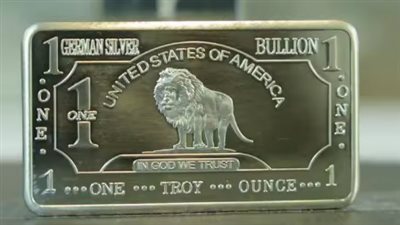 1 GERMAN SILVER BULLION 1
UNITED STATES OF AMERICA
.ONE. 1 ONE .ONE.
IN GOD WE TRUST
1 ···ONE···TROY···OUNCE··· 1